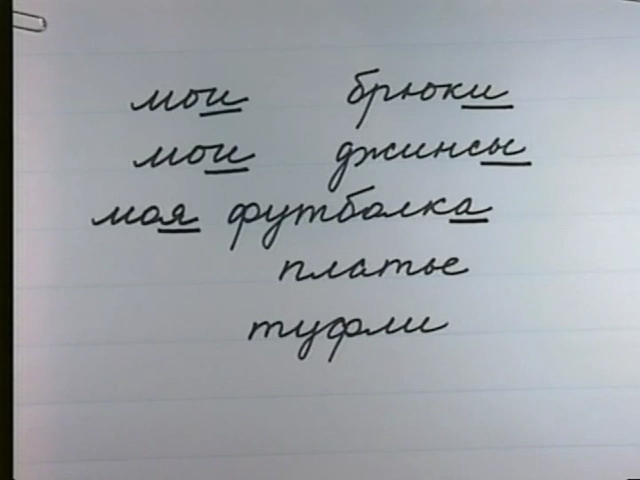 мои брюки
мои джинсы
моя футболка
платье
туфли